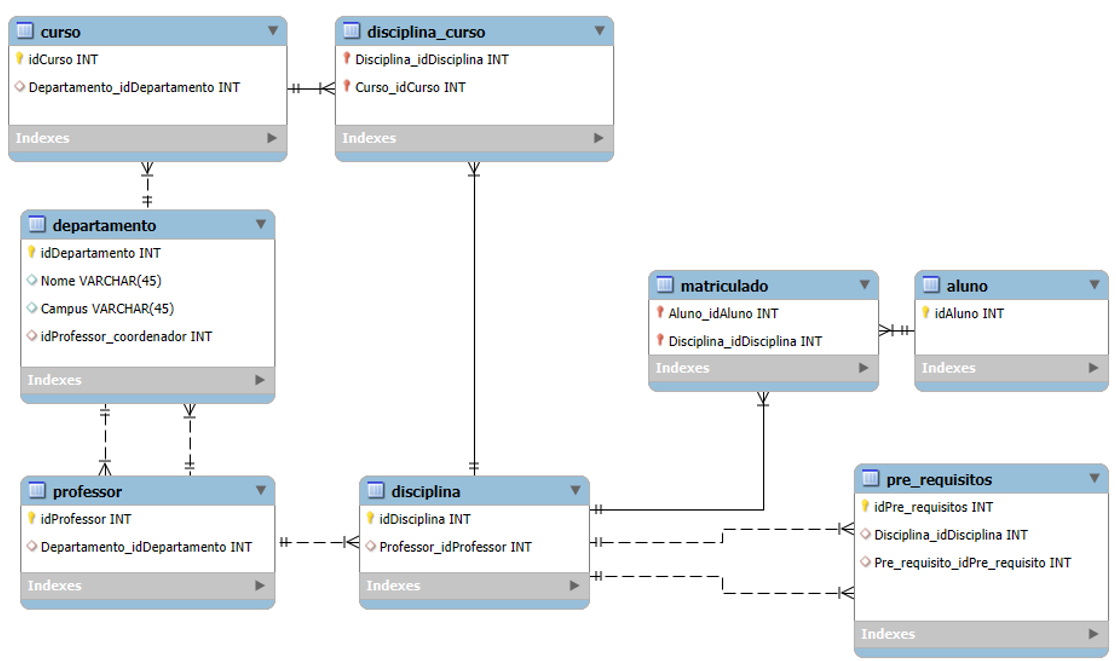 curso
idCurso INT
Departamento_idDepartamento INT
Indexes
disciplina_curso
Disciplina_idDisciplina INT
Curso_idCurso INT
Indexes
departamento
idDepartamento INT
Nome VARCHAR(45)
Campus VARCHAR(45)
idProfessor_coordenador INT
Indexes
matriculado
Aluno_idAluno INT
Disciplina_idDisciplina INT
Indexes
aluno
idAluno INT
Indexes
professor
idProfessor INT
Departamento_idDepartamento INT
Indexes
disciplina
idDisciplina INT
Professor_idProfessor INT
Indexes
pre_requisitos
idPre_requisitos INT
Disciplina_idDisciplina INT
Pre_requisito_idPre_requisito INT
Indexes